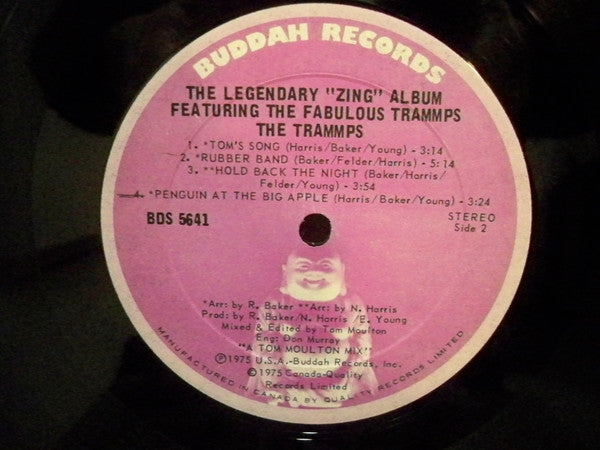 BUDDAH RECORDS
THE LEGENDARY "ZING" ALBUM
FEATURING THE FABULOUS TRAMMPS
THE TRAMMPS
1. *TOM'S SONG (Harris/Baker/Young) - 3:14
2. *RUBBER BAND (Baker/Felder/Harris) - 5:14
3. **HOLD BACK THE NIGHT (Baker/Harris/
Felder/Young) - 3:54
4. *PENGUIN AT THE BIG APPLE (Harris/Baker/Young) - 3:24
BDS 5641
STEREO
Side 2
*Arr: by R. Baker **Arr: by N. Harris
Prod: by R. Baker/N. Harris/E. Young
Mixed & Edited by Tom Moulton
Eng: Don Murray
"A TOM MOULTON MIX"
Ⓟ1975 U.S.A.-Buddah Records, Inc.
©1975 Canada-Quality
Records Limited
MANUFACTURED IN CANADA BY QUALITY RECORDS LIMITED